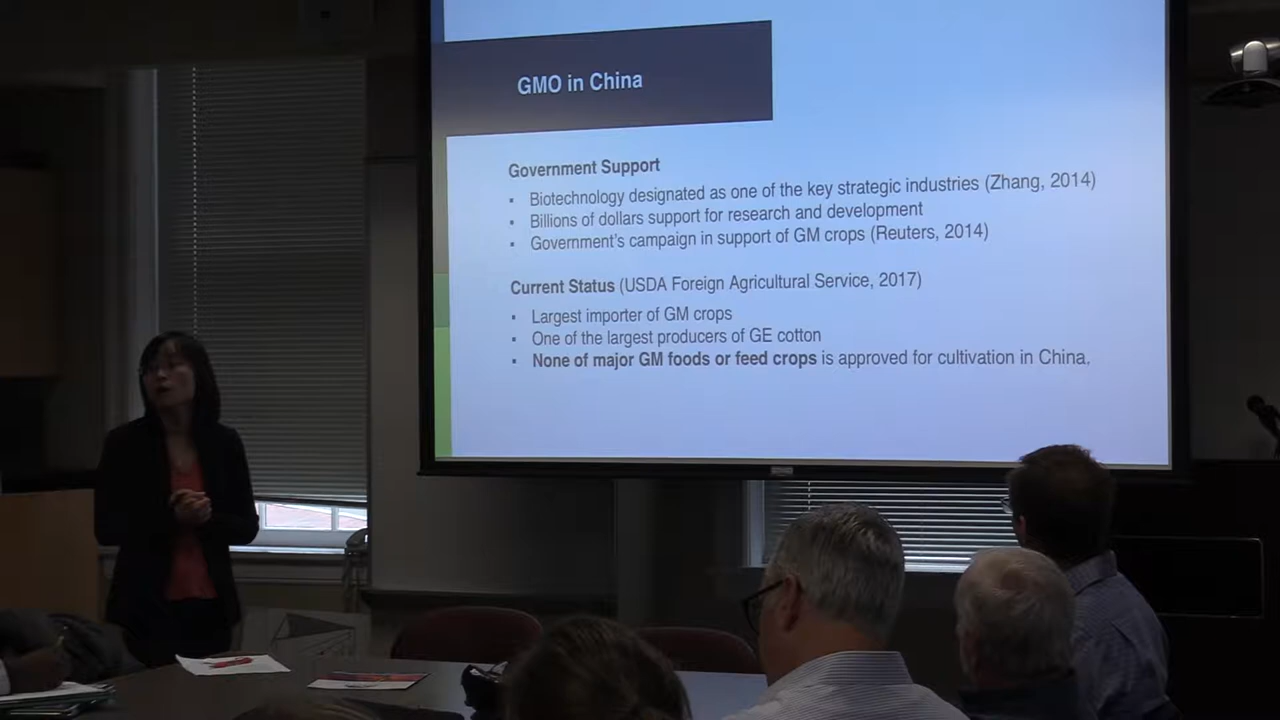 GMO in China
Government Support
▪ Biotechnology designated as one of the key strategic industries (Zhang, 2014)
▪ Billions of dollars support for research and development
▪ Government's campaign in support of GM crops (Reuters, 2014)
Current Status (USDA Foreign Agricultural Service, 2017)
▪ Largest importer of GM crops
▪ One of the largest producers of GE cotton
▪ None of major GM foods or feed crops is approved for cultivation in China.